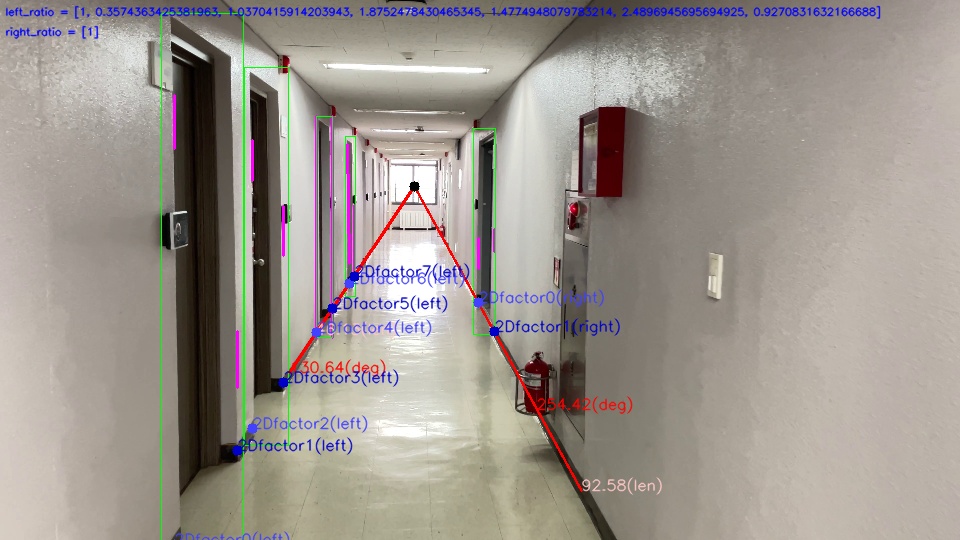 left_ratio = [1, 0.3574363425381963, 1.0370415914203943, 1.8752478430465345, 1.4774948079783214, 2.4896945695694925, 0.9270831632166688]
right_ratio = [1]
2Dfactor7(left)
2Dfactor6(left)
2Dfactor0(right)
2Dfactor5(left)
2Dfactor4(left)
2Dfactor1(right)
30.64(deg)
2Dfactor3(left)
254.42(deg)
2Dfactor2(left)
2Dfactor1(left)
92.58(len)
2Dfactor0(left)